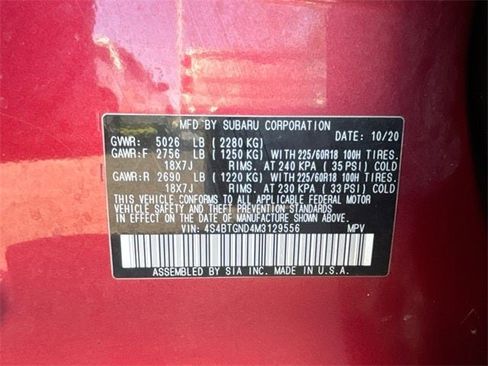 MFD BY SUBARU CORPORATION DATE: 10/20
GVWR: 5026 LB ( 2280 KG)
GAWR:F 2756 LB ( 1250 KG) WITH 225/60R18 100H TIRES.
18X7J RIMS. AT 240 KPA ( 35 PSI) COLD
GAWR:R 2690 LB ( 1220 KG) WITH 225/60R18 100H TIRES.
18X7J RIMS. AT 230 KPA ( 33 PSI) COLD
THIS VEHICLE CONFORMS TO ALL APPLICABLE FEDERAL MOTOR
VEHICLE SAFETY AND THEFT PREVENTION STANDARDS
IN EFFECT ON THE DATE OF MANUFACTURE SHOWN ABOVE.
VIN: 4S4BTGND4M3129556 MPV
ASSEMBLED BY SIA INC. MADE IN U.S.A.